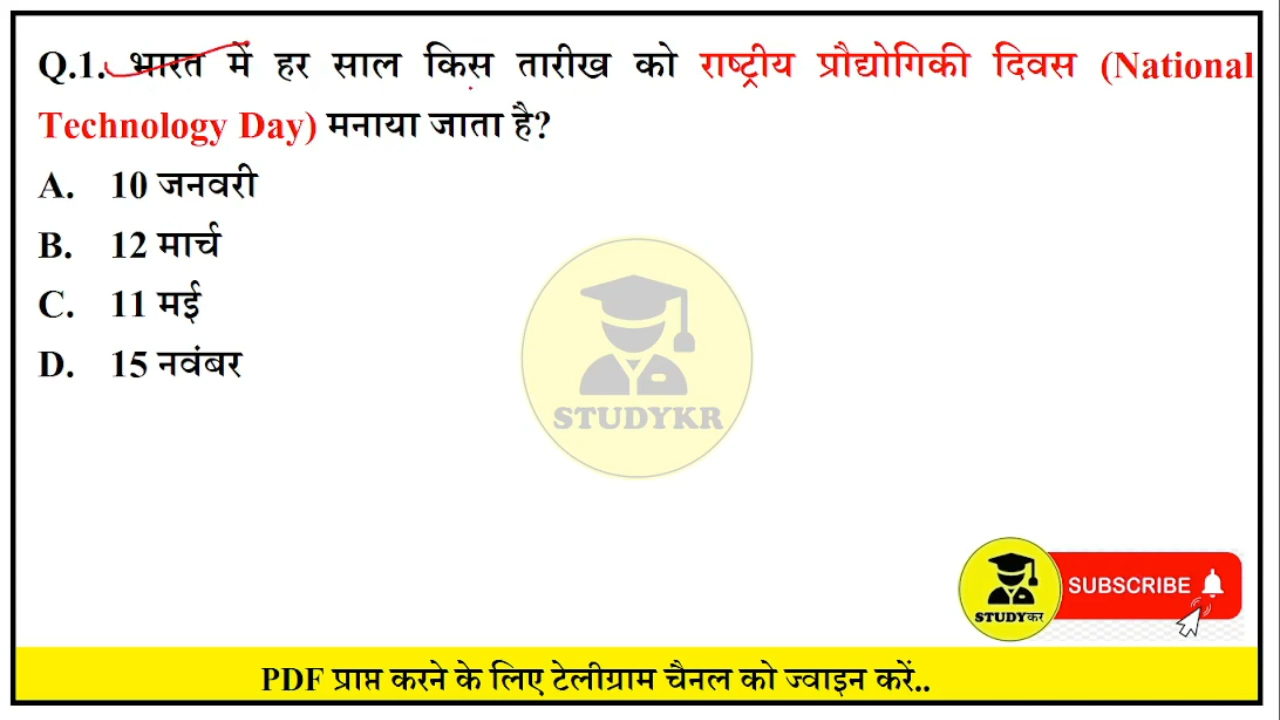 Q.1. भारत में हर साल किस तारीख को राष्ट्रीय प्रौद्योगिकी दिवस (National
Technology Day) मनाया जाता है?
A. 10 जनवरी
B. 12 मार्च
C. 11 मई
D. 15 नवंबर
STUDYKR
SUBSCRIBE
STUDYकर
PDF प्राप्त करने के लिए टेलीग्राम चैनल को ज्वाइन करें..